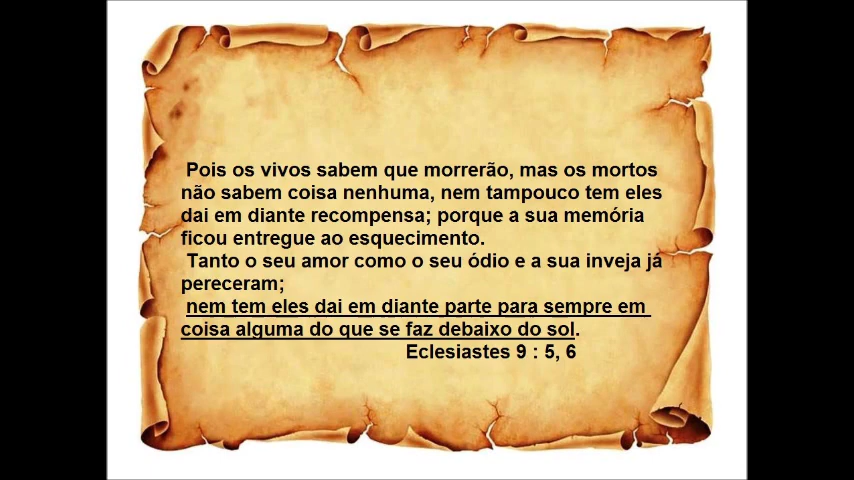 Pois os vivos sabem que morrerão, mas os mortos
não sabem coisa nenhuma, nem tampouco tem eles
dai em diante recompensa; porque a sua memória
ficou entregue ao esquecimento.
Tanto o seu amor como o seu ódio e a sua inveja já
pereceram;
nem tem eles dai em diante parte para sempre em
coisa alguma do que se faz debaixo do sol.
Eclesiastes 9 : 5, 6